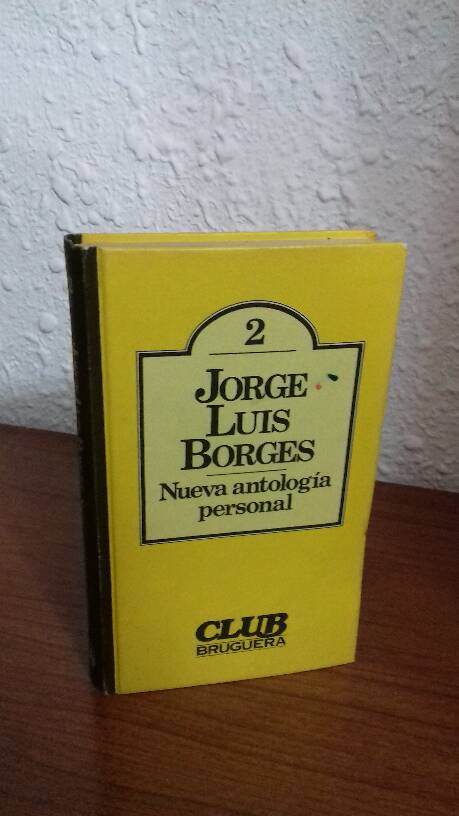 2
JORGE
LUIS
BORGES
Nueva antología
personal
CLUB
BRUGUERA